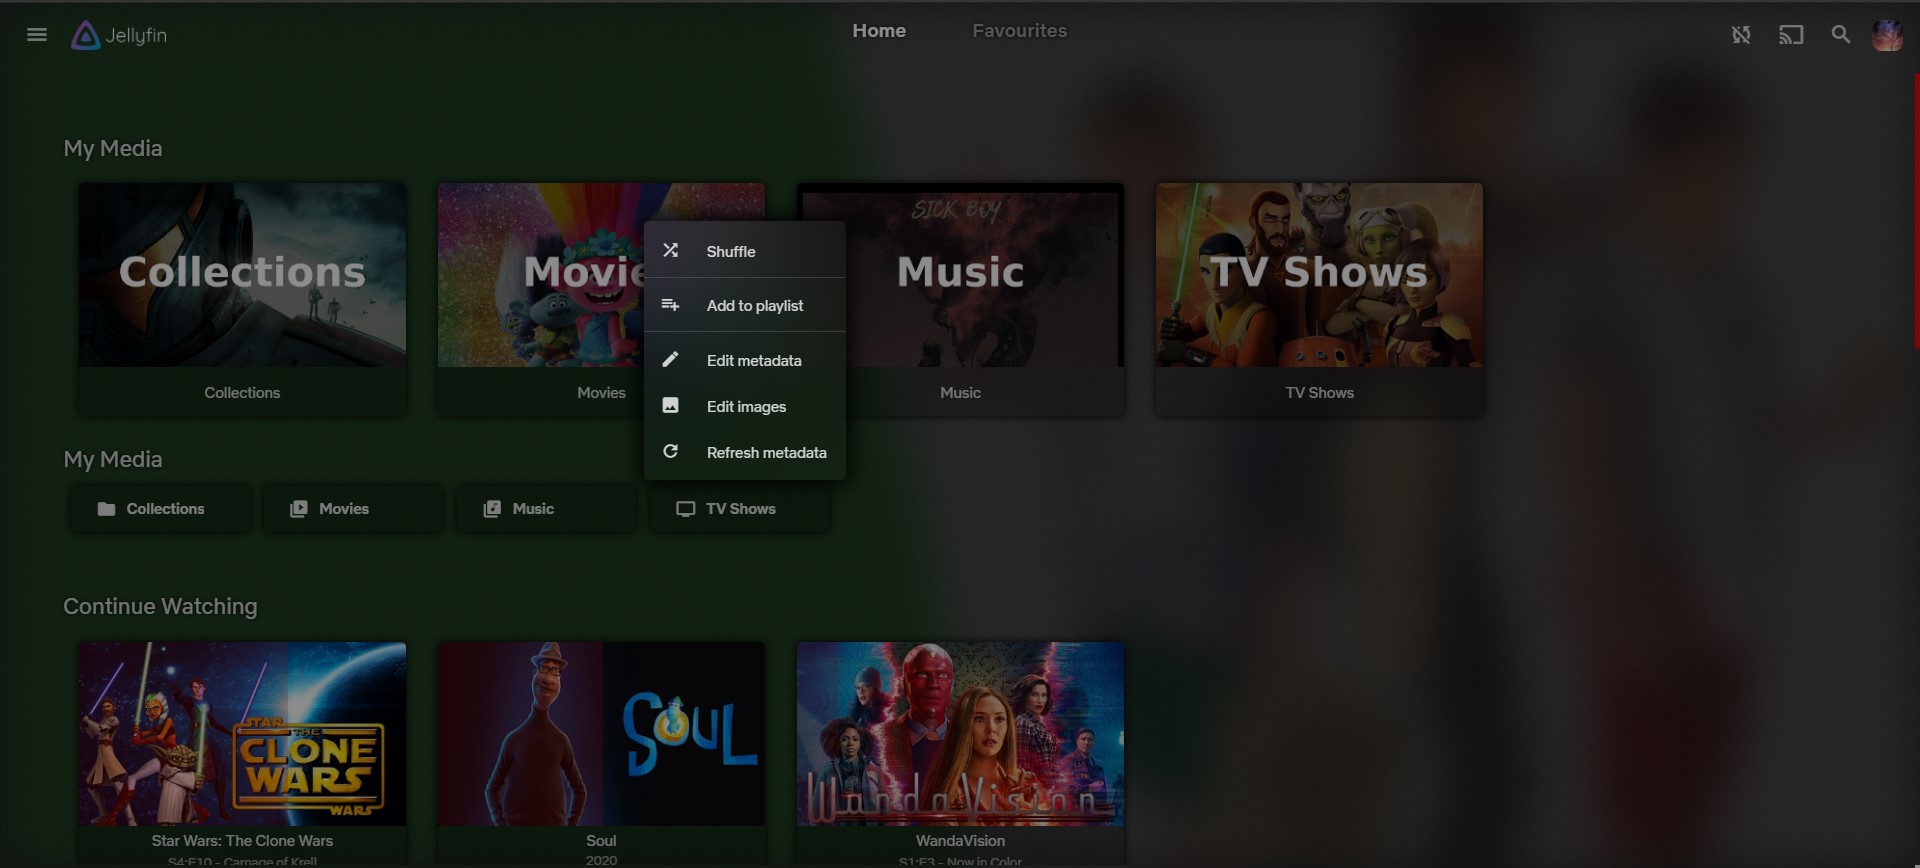 Jellyfin
Home
Favourites
My Media
Collections
Movie
SICK BOY
Music
TV Shows
Collections
Movies
Music
TV Shows
Shuffle
Add to playlist
Edit metadata
Edit images
Refresh metadata
My Media
Collections
Movies
Music
TV Shows
Continue Watching
STAR
THE
CLONE
WARS
WARS
SOUL
WandaVision
Star Wars: The Clone Wars
Soul
WandaVision
S4:E10 - Carnage of Krell
2020
S1:E3 - Now in Color